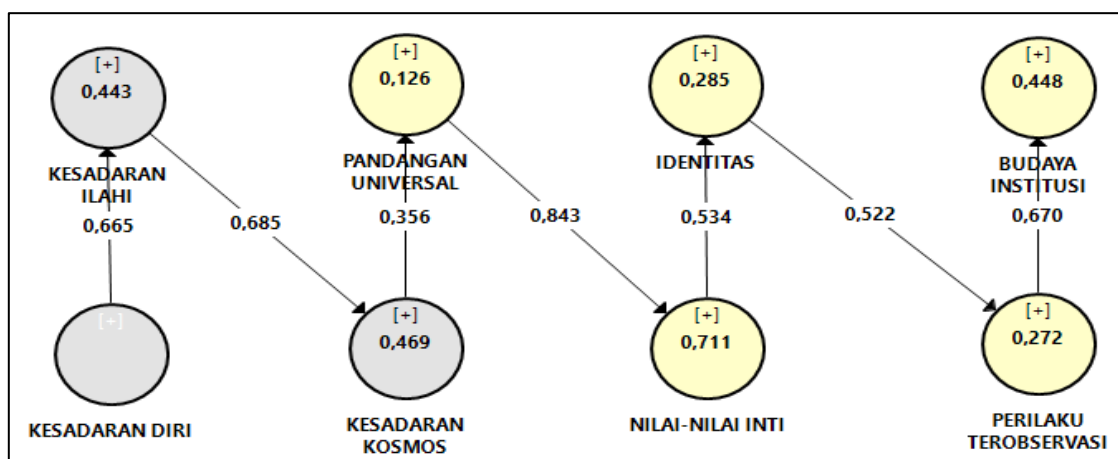 [+]
0,443
[+]
0,126
[+]
0,285
[+]
0,448
KESADARAN
ILAHI
PANDANGAN
UNIVERSAL
IDENTITAS
BUDAYA
INSTITUSI
0,665
0,685
0,356
0,843
0,534
0,522
0,670
[+]
[+]
0,469
[+]
0,711
[+]
0,272
KESADARAN DIRI
KESADARAN
KOSMOS
NILAI-NILAI INTI
PERILAKU
TEROBSERVASI